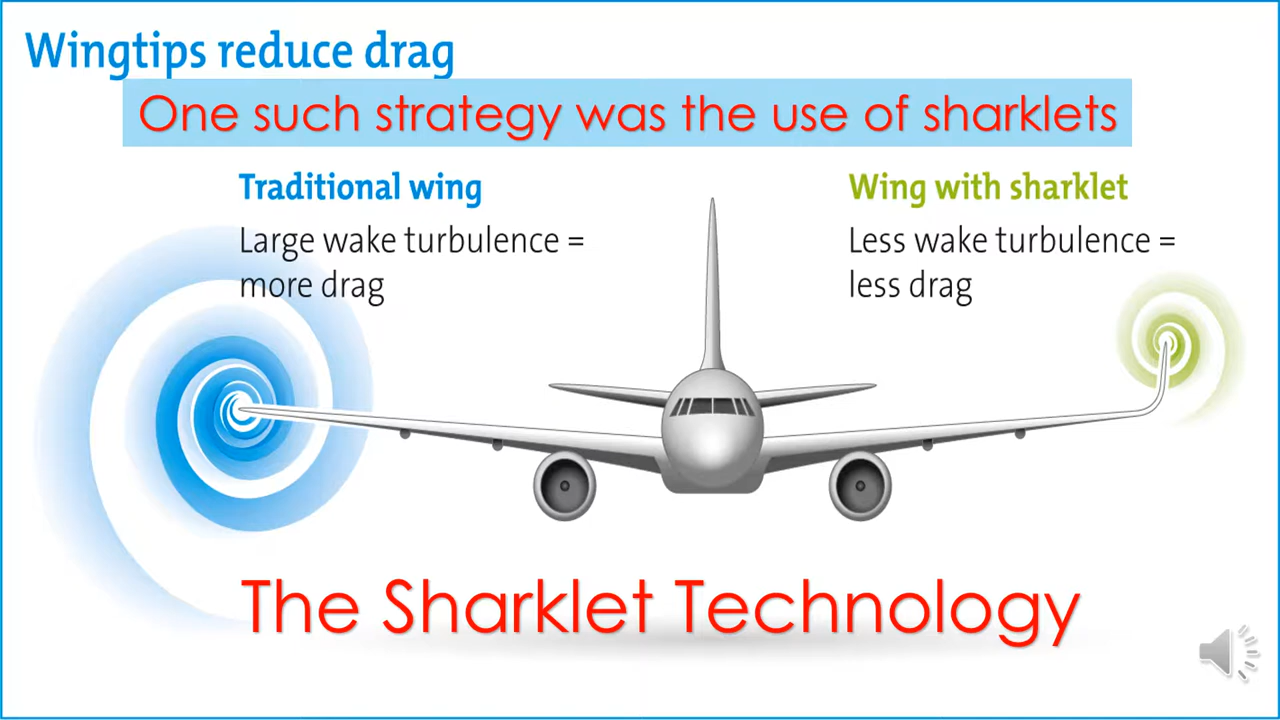 Wingtips reduce drag
One such strategy was the use of sharklets
Traditional wing
Large wake turbulence =
more drag
Wing with sharklet
Less wake turbulence =
less drag
The Sharklet Technology